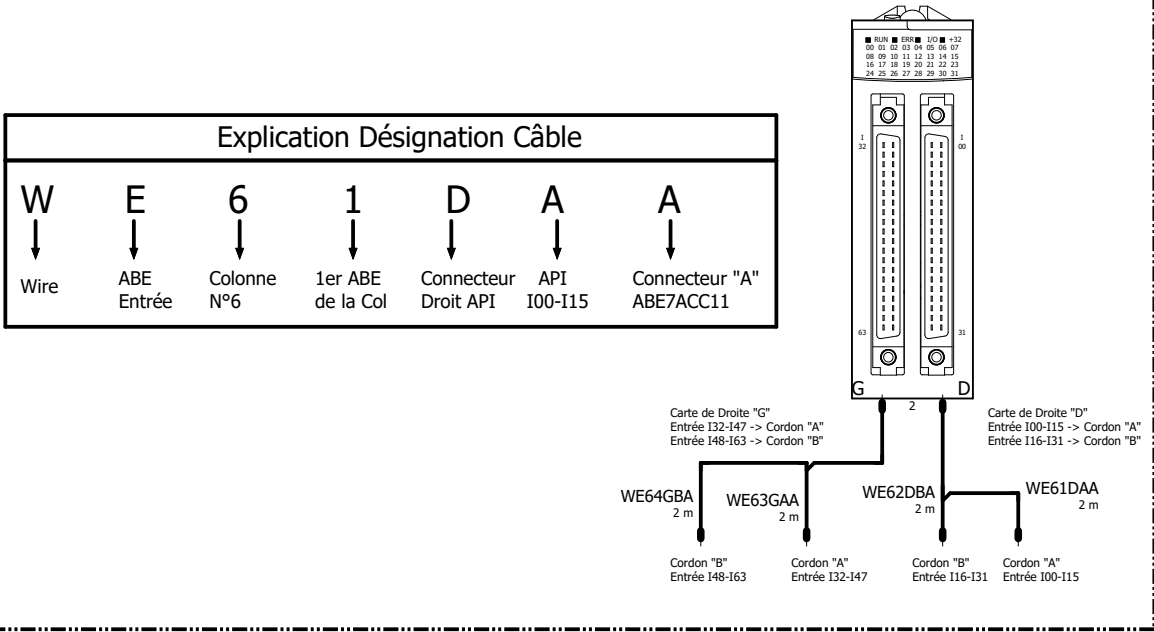 Explication Désignation Câble
W E 6 1 D A A
Wire
ABE
Entrée
Colonne
N°6
1er ABE
de la Col
Connecteur
Droit API
API
I00-I15
Connecteur "A"
ABE7ACC11
RUN ERR I/O +32
00 01 02 03 04 05 06 07
08 09 10 11 12 13 14 15
16 17 18 19 20 21 22 23
24 25 26 27 28 29 30 31
I
32
I
00
63
31
G
D
2
Carte de Droite "G"
Entrée I32-I47 -> Cordon "A"
Entrée I48-I63 -> Cordon "B"
Carte de Droite "D"
Entrée I00-I15 -> Cordon "A"
Entrée I16-I31 -> Cordon "B"
WE64GBA
2 m
WE63GAA
2 m
WE62DBA
2 m
WE61DAA
2 m
Cordon "B"
Entrée I48-I63
Cordon "A"
Entrée I32-I47
Cordon "B"
Entrée I16-I31
Cordon "A"
Entrée I00-I15